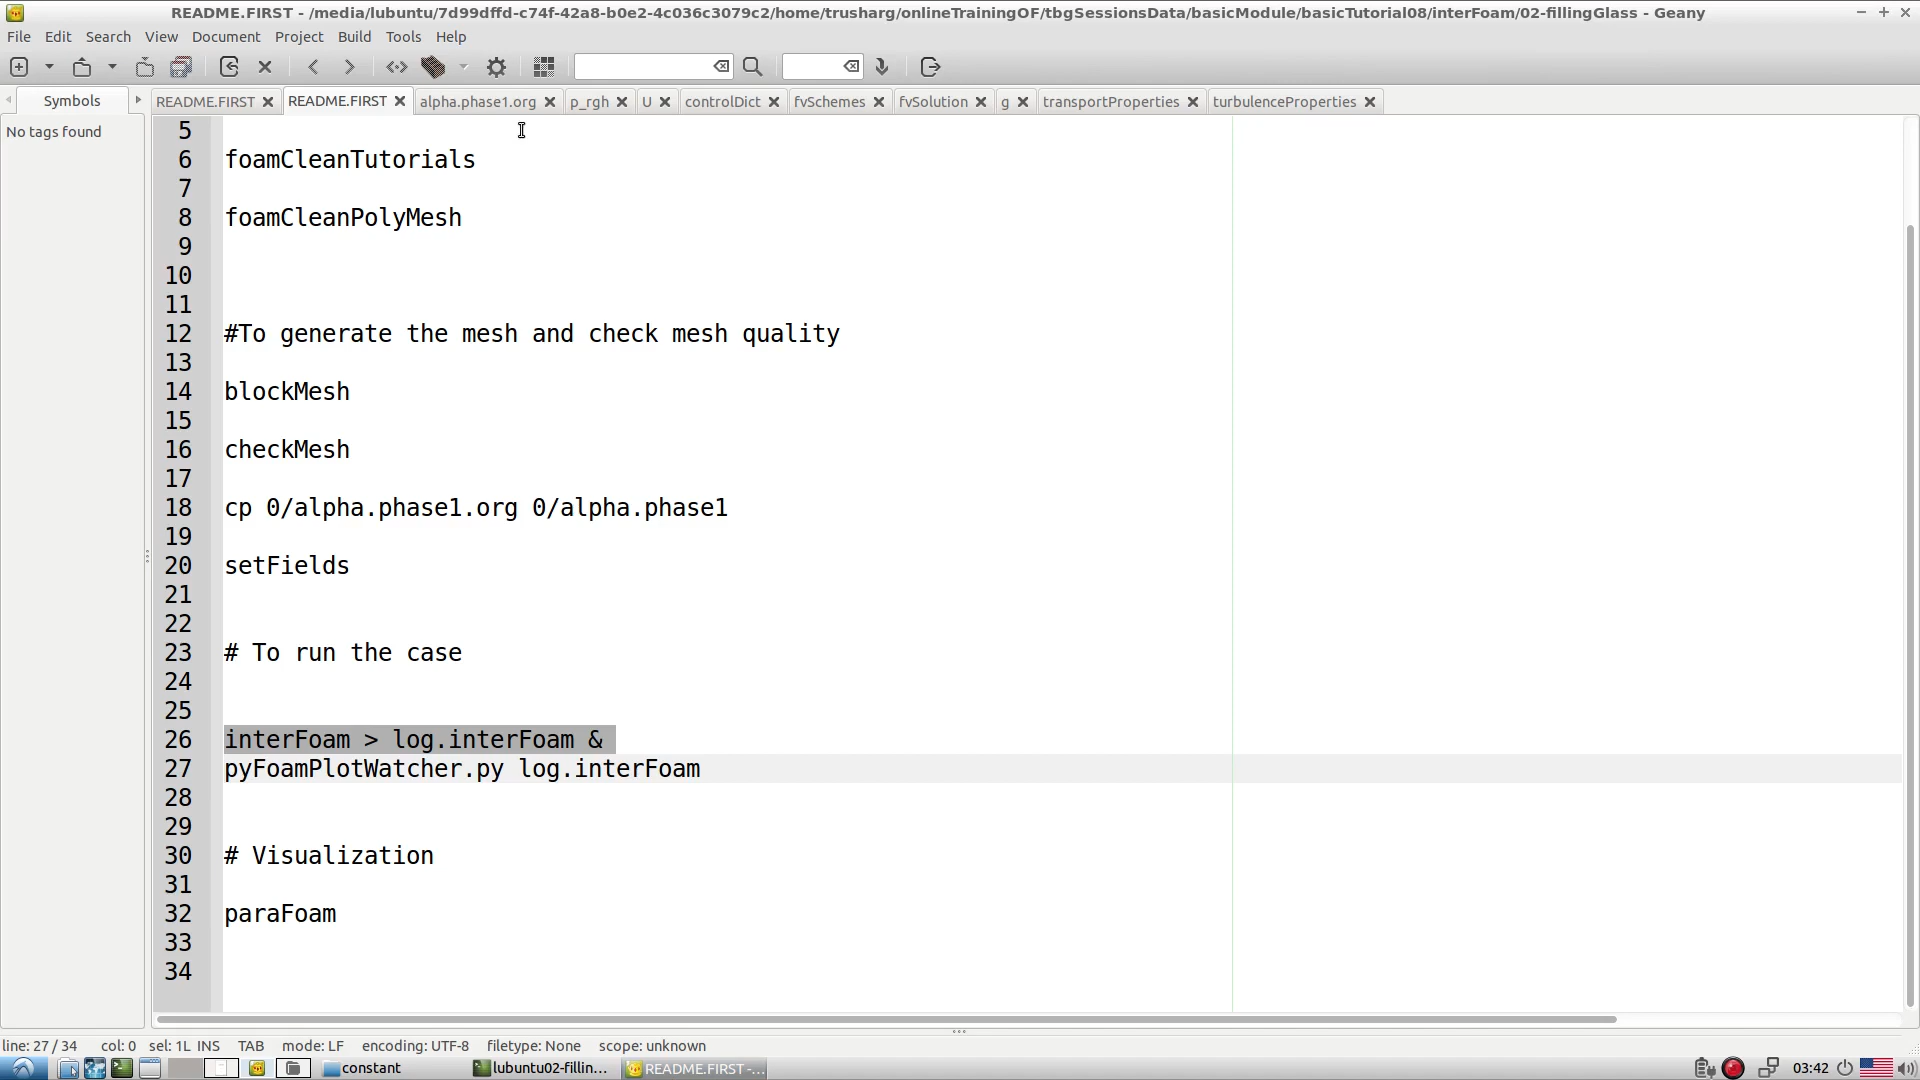 README.FIRST - /media/lubuntu/7d99dffd-c74f-42a8-b0e2-4c036c3079c2/home/trusharg/onlineTrainingOF/tbgSessionsData/basicModule/basicTutorial08/interFoam/02-fillingGlass - Geany
File Edit Search View Document Project Build Tools Help
Symbols README.FIRST README.FIRST alpha.phase1.org p_rgh U controlDict fvSchemes fvSolution g transportProperties turbulenceProperties
No tags found
5
6 foamCleanTutorials
7
8 foamCleanPolyMesh
9
10
11
12 #To generate the mesh and check mesh quality
13
14 blockMesh
15
16 checkMesh
17
18 cp 0/alpha.phase1.org 0/alpha.phase1
19
20 setFields
21
22
23 # To run the case
24
25
26 interFoam > log.interFoam &
27 pyFoamPlotWatcher.py log.interFoam
28
29
30 # Visualization
31
32 paraFoam
33
34
line: 27 / 34 col: 0 sel: 1L INS TAB mode: LF encoding: UTF-8 filetype: None scope: unknown
constant lubuntu02-fillin... README.FIRST -... 03:42